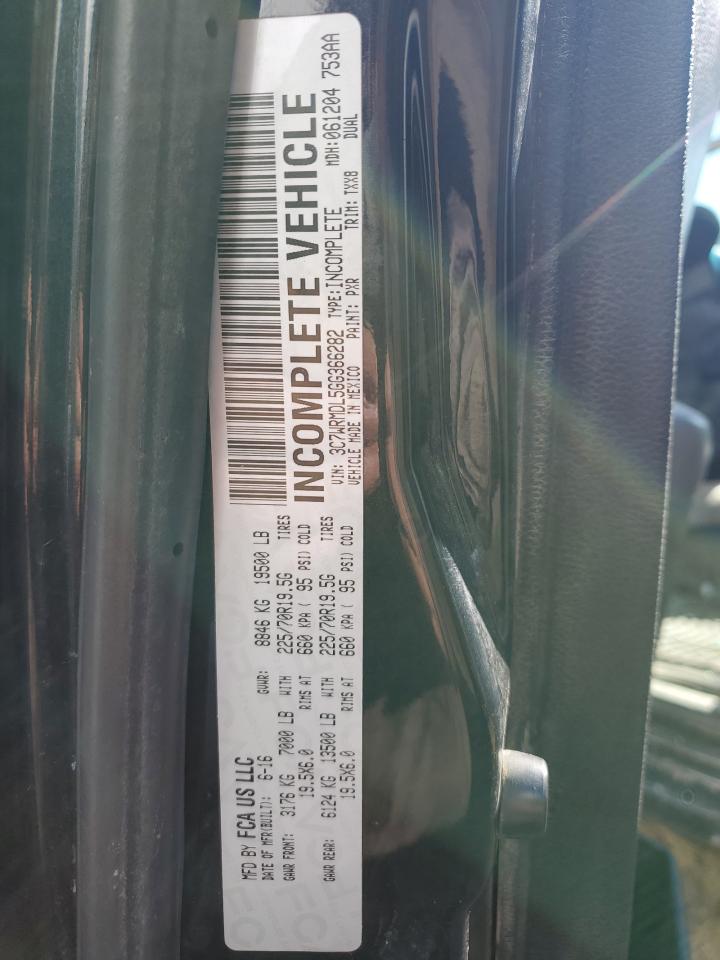 MFD BY FCA US LLC
DATE OF MFR(BUILT): 6-16 GVWR: 8846 KG 19500 LB
GAWR FRONT: 3176 KG 7000 LB WITH 225/70R19.5G TIRES
19.5X6.0 RIMS AT 660 KPA ( 95 PSI) COLD
GAWR REAR: 6124 KG 13500 LB WITH 225/70R19.5G TIRES
19.5X6.0 RIMS AT 660 KPA ( 95 PSI) COLD
INCOMPLETE VEHICLE
MDH:061204 753AA
VIN: 3C7WRMDL5GG366282 TYPE:INCOMPLETE DUAL
VEHICLE MADE IN MEXICO PAINT: PXR TRIM: TXX8